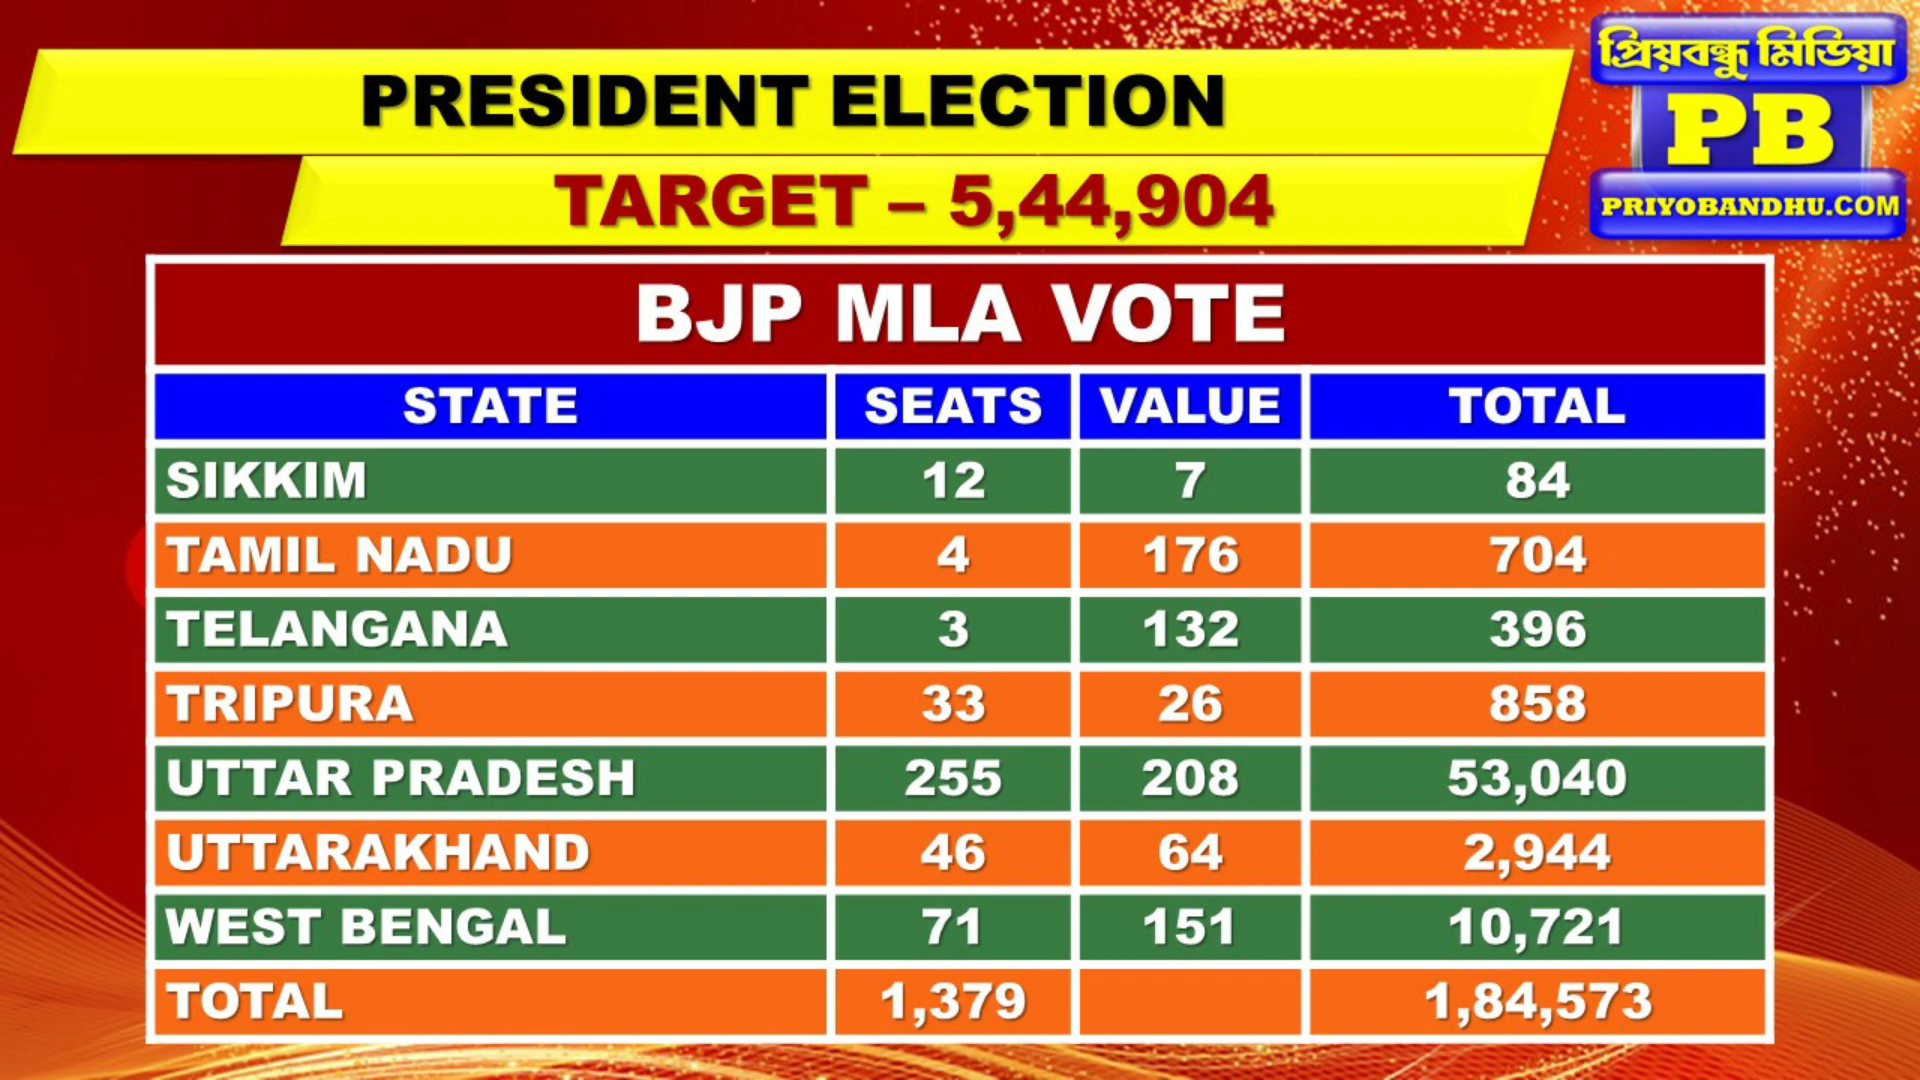 প্রিয়বন্ধু মিডিয়া
PB
PRIYOBANDHU.COM
PRESIDENT ELECTION
TARGET – 5,44,904
BJP MLA VOTE
STATE SEATS VALUE TOTAL
SIKKIM 12 7 84
TAMIL NADU 4 176 704
TELANGANA 3 132 396
TRIPURA 33 26 858
UTTAR PRADESH 255 208 53,040
UTTARAKHAND 46 64 2,944
WEST BENGAL 71 151 10,721
TOTAL 1,379 1,84,573